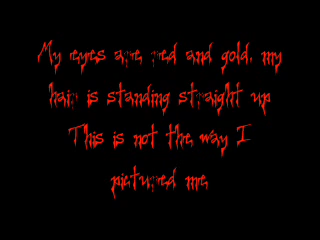 My eyes are red and gold, my
hair is standing straight up
This is not the way I
pictured me